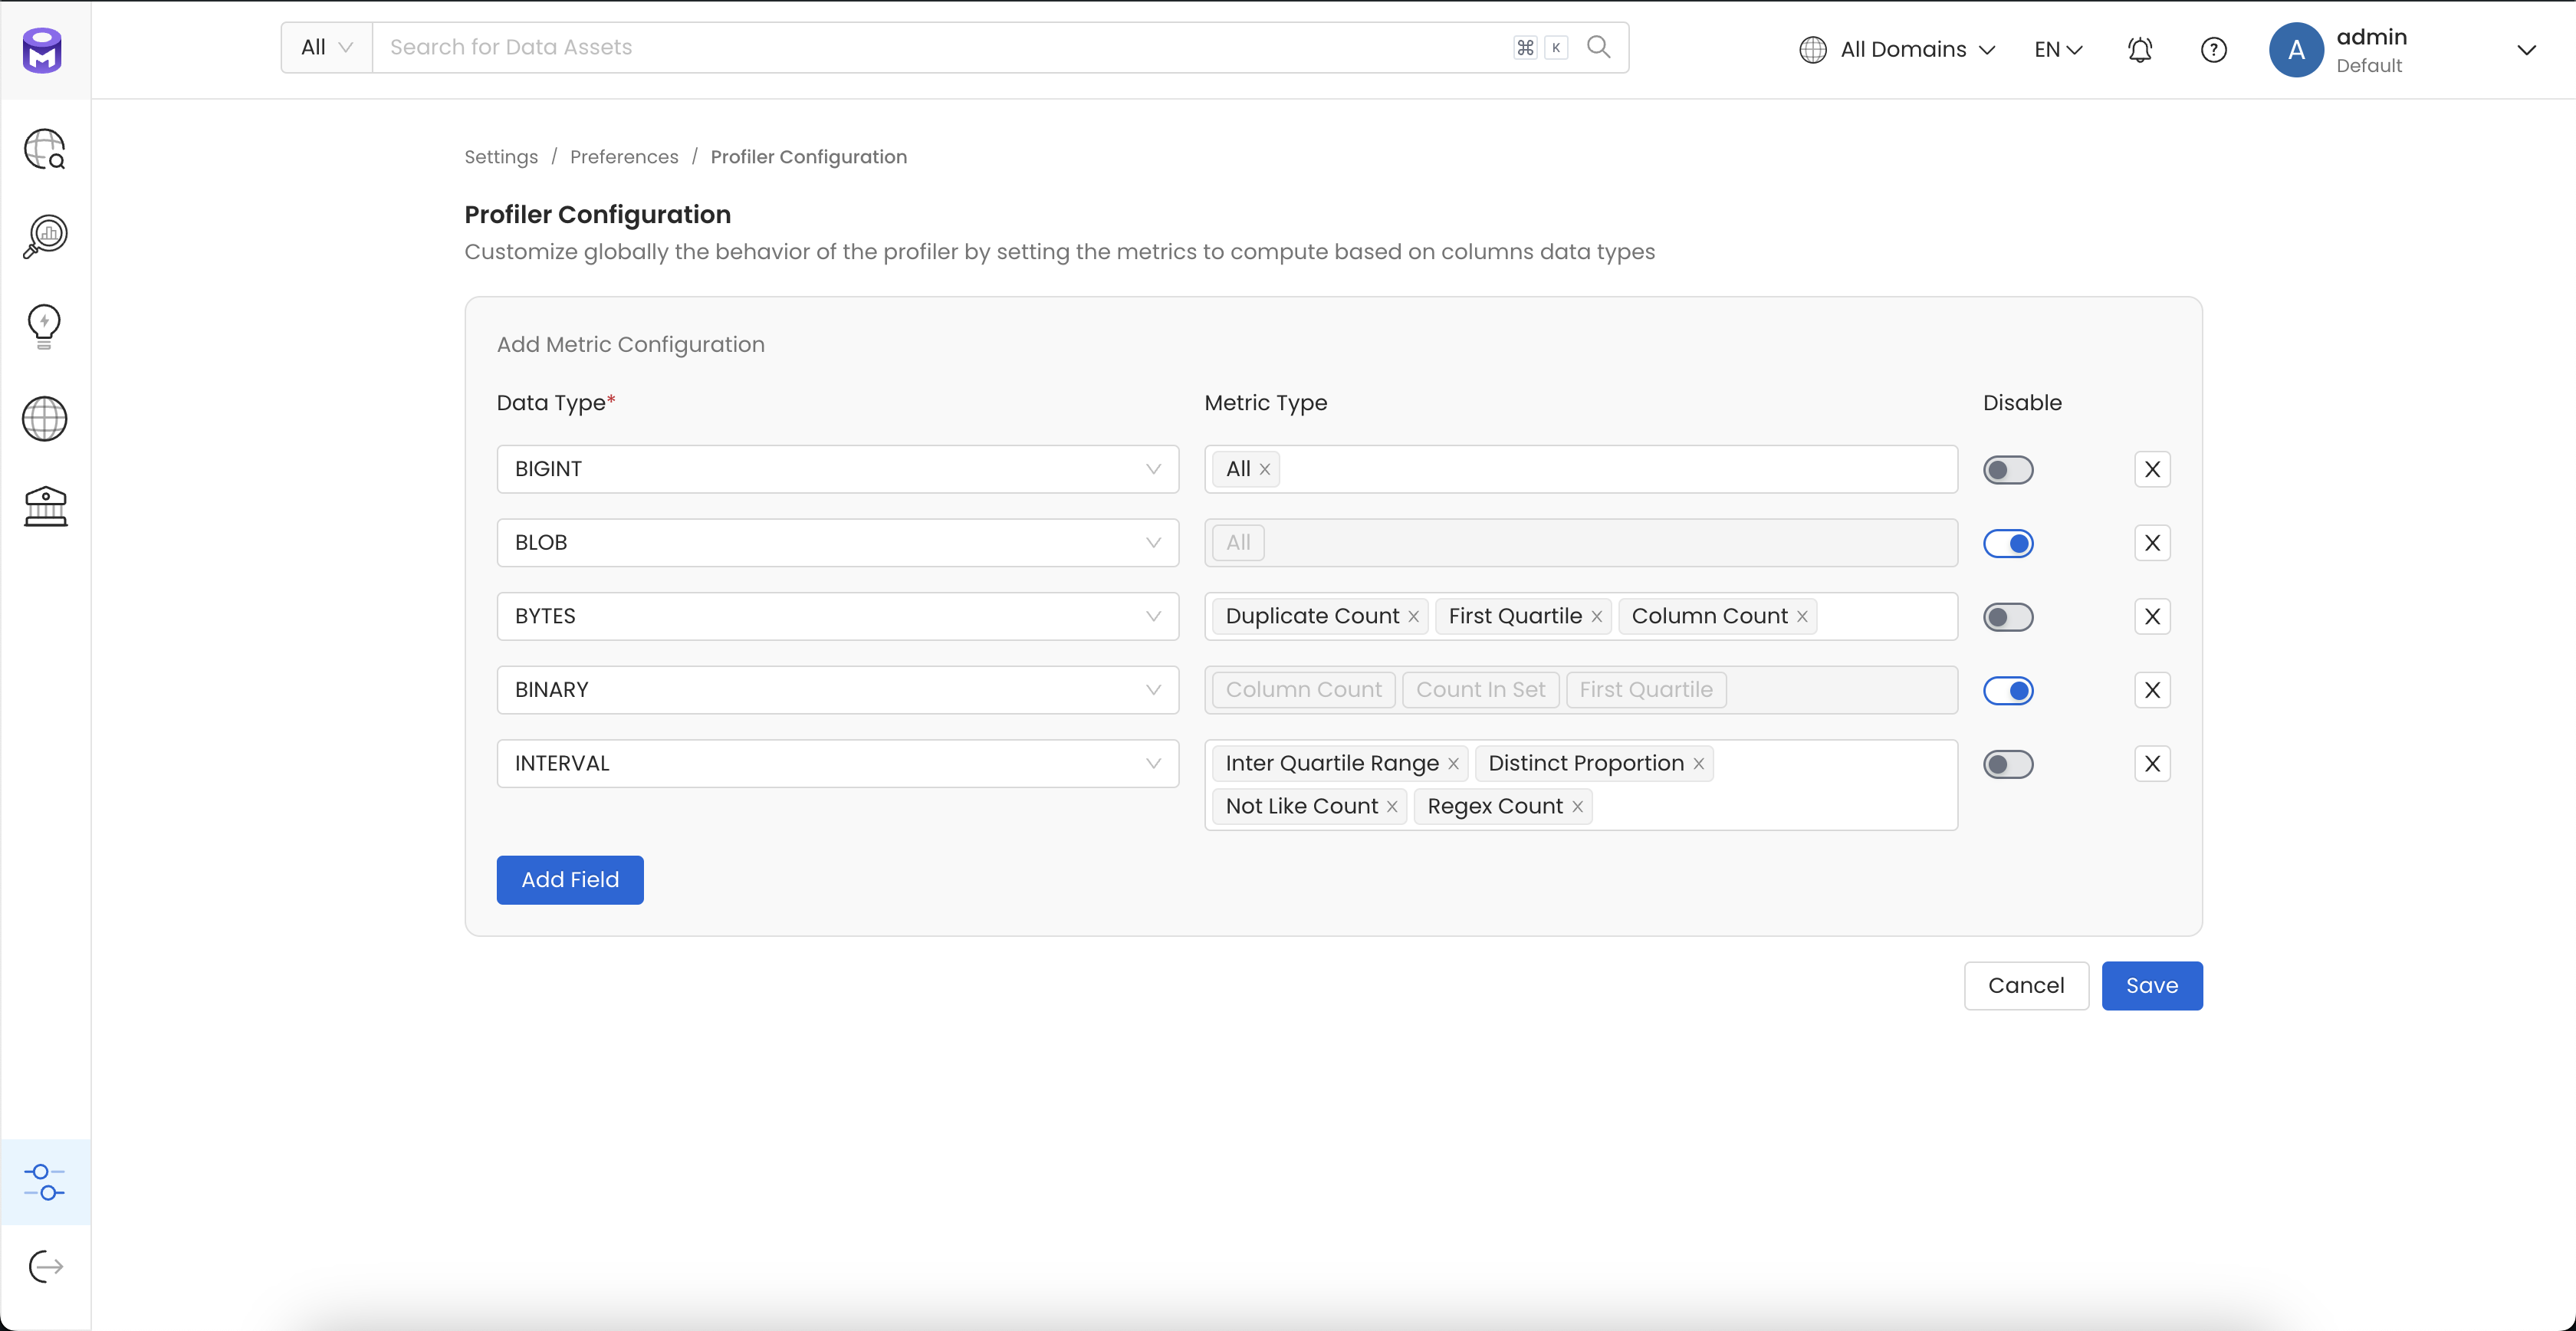 All Search for Data Assets ⌘ K All Domains EN ? A admin
Default
Settings / Preferences / Profiler Configuration
Profiler Configuration
Customize globally the behavior of the profiler by setting the metrics to compute based on columns data types
Add Metric Configuration
Data Type* Metric Type Disable
BIGINT All × X
BLOB All X
BYTES Duplicate Count × First Quartile × Column Count × X
BINARY Column Count Count In Set First Quartile X
INTERVAL Inter Quartile Range × Distinct Proportion × X
Not Like Count × Regex Count ×
Add Field
Cancel Save